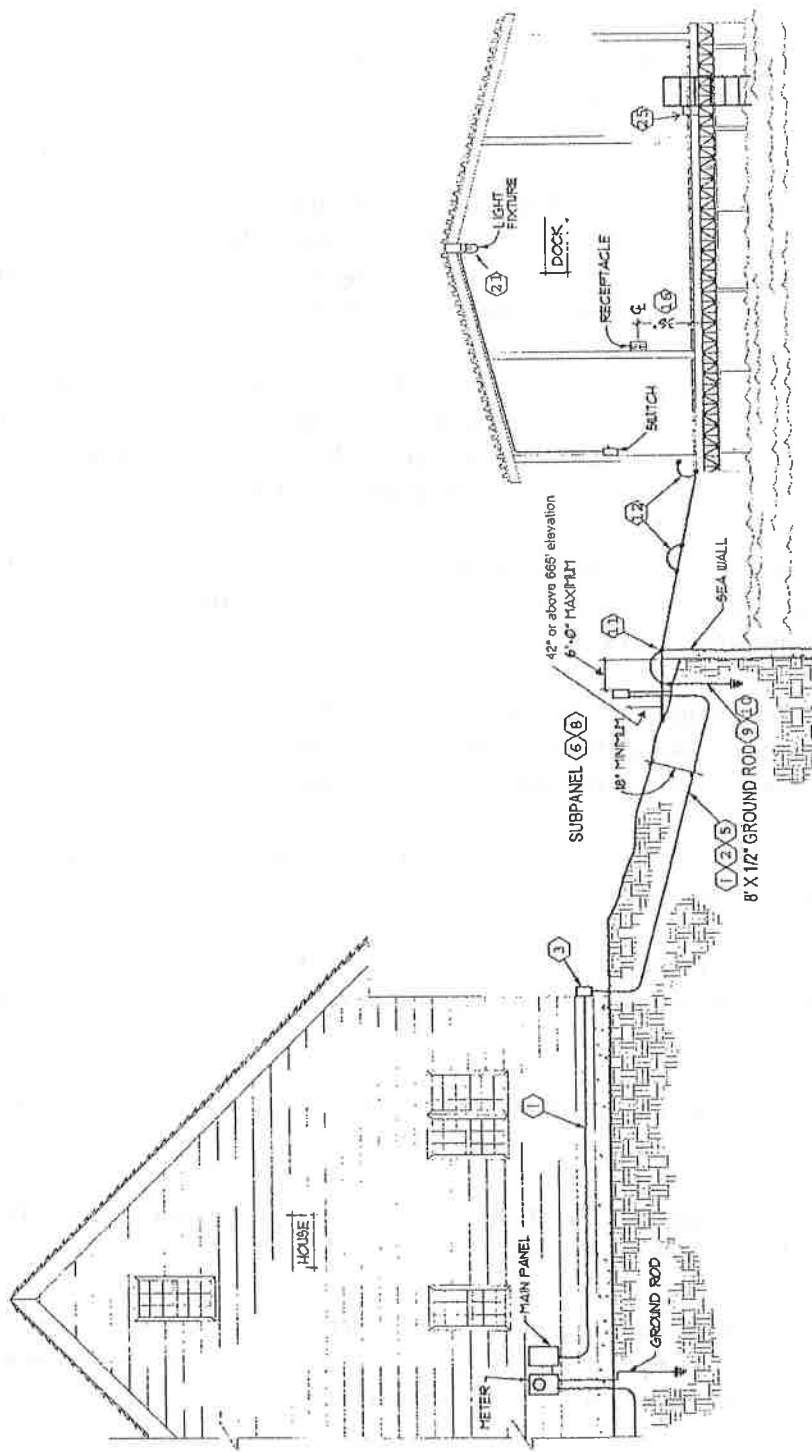 HOUSE
METER
MAIN PANEL
GROUND ROD
1
3
1 2 5
8' X 1/2" GROUND ROD 9 10
18" MINIMUM
SUBPANEL 6 8
42" or above 665' elevation
6'-0" MAXIMUM
11
SEA WALL
12
SWITCH
RECEPTACLE
℄
16
LIGHT
FIXTURE
21
DOCK
25